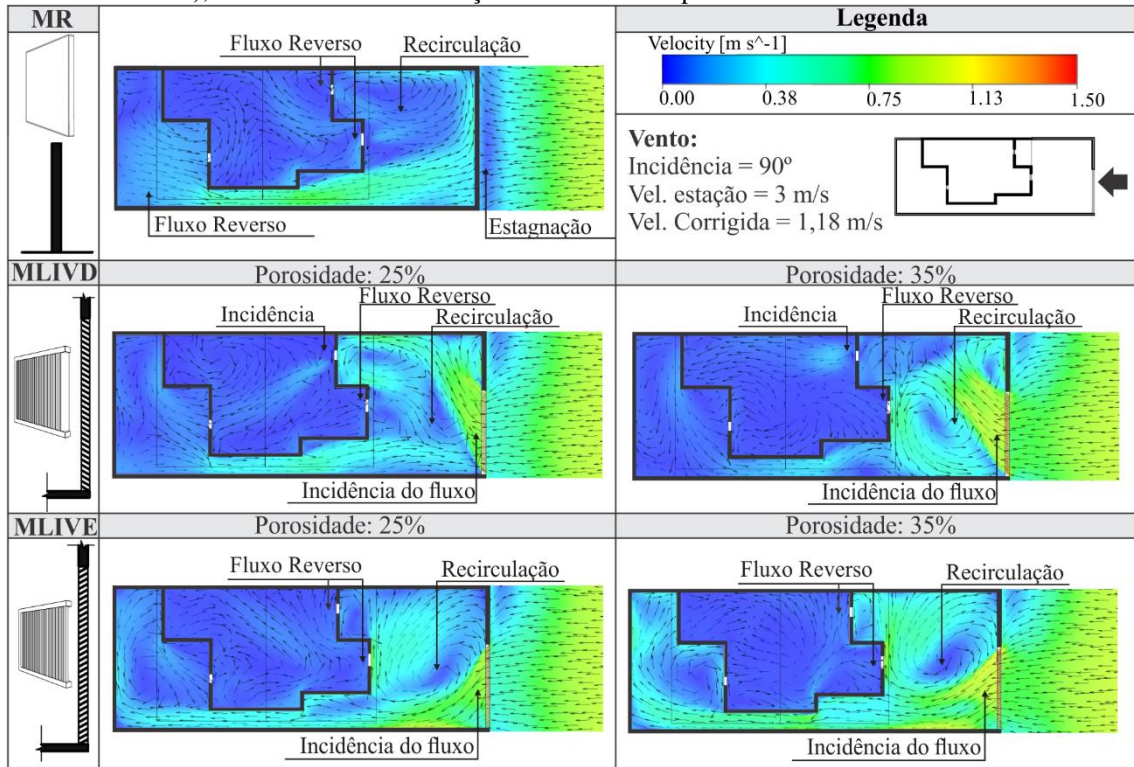 MR
Fluxo Reverso
Recirculação
Fluxo Reverso
Estagnação
Legenda
Velocity [m s^-1]
0.00 0.38 0.75 1.13 1.50
Vento:
Incidência = 90º
Vel. estação = 3 m/s
Vel. Corrigida = 1,18 m/s
MLIVD
Porosidade: 25%
Incidência
Fluxo Reverso
Recirculação
Incidência do fluxo
Porosidade: 35%
Incidência
Fluxo Reverso
Recirculação
Incidência do fluxo
MLIVE
Porosidade: 25%
Fluxo Reverso
Recirculação
Incidência do fluxo
Porosidade: 35%
Fluxo Reverso
Recirculação
Incidência do fluxo